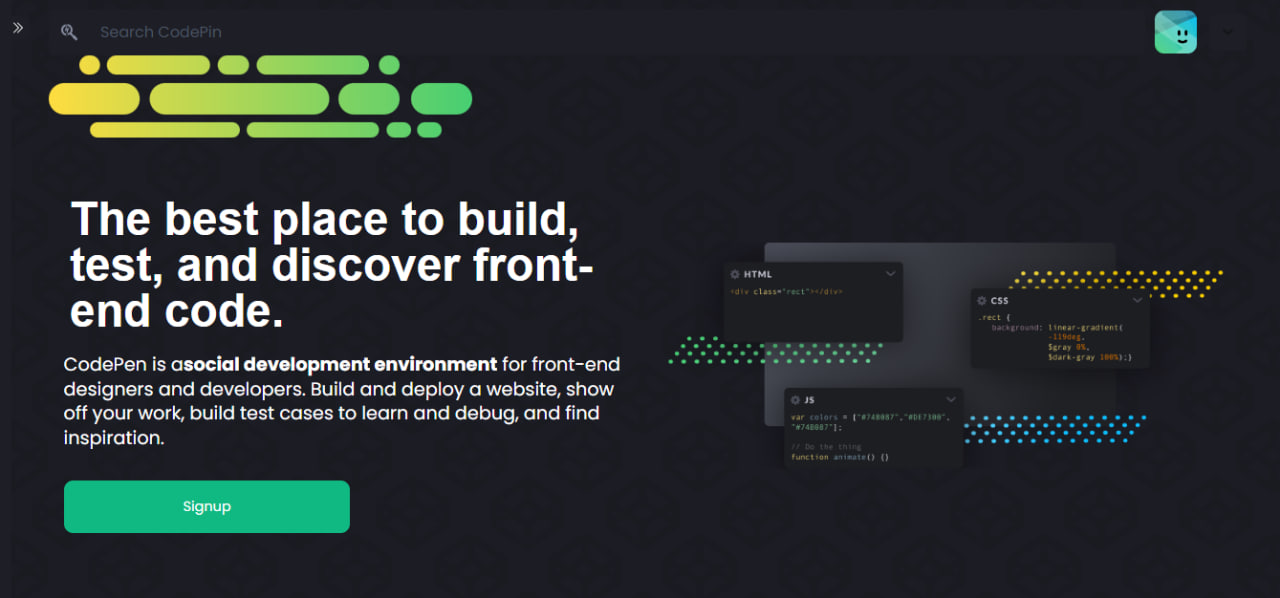 Search CodePin
The best place to build,
test, and discover front-
end code.
CodePen is asocial development environment for front-end
designers and developers. Build and deploy a website, show
off your work, build test cases to learn and debug, and find
inspiration.
Signup
HTML
<div class="rect"></div>
CSS
.rect {
background: linear-gradient(
-119deg,
$gray 0%,
$dark-gray 100%);}
JS
var colors = ["#74B087","#DE7300",
"#74B087"];
// Do the thing
function animate() {}